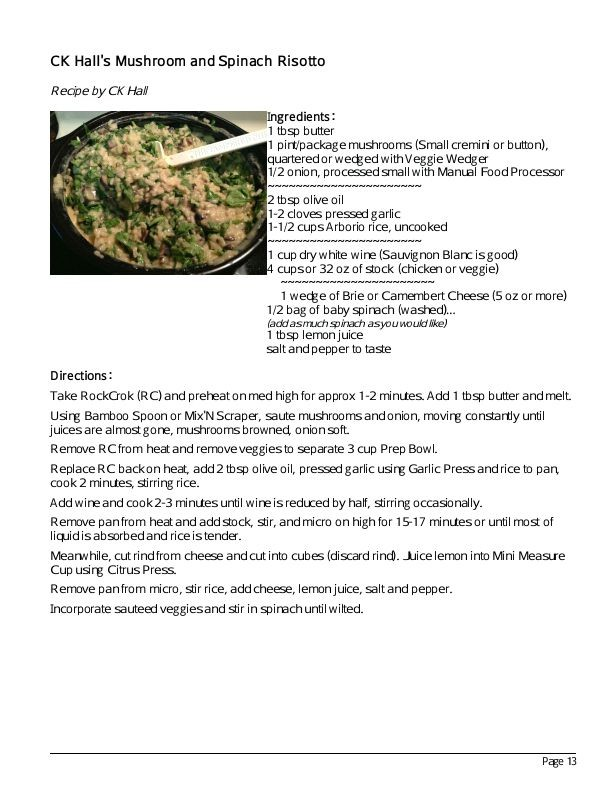 CK Hall's Mushroom and Spinach Risotto
Recipe by CK Hall
Ingredients:
1 tbsp butter
1 pint/package mushrooms (Small cremini or button),
quartered or wedged with Veggie Wedger
1/2 onion, processed small with Manual Food Processor
~~~~~~~~~~~~~~~~~~~~~~
2 tbsp olive oil
1-2 cloves pressed garlic
1-1/2 cups Arborio rice, uncooked
~~~~~~~~~~~~~~~~~~~~~~
1 cup dry white wine (Sauvignon Blanc is good)
4 cups or 32 oz of stock (chicken or veggie)
~~~~~~~~~~~~~~~~~~~~~~
1 wedge of Brie or Camembert Cheese (5 oz or more)
1/2 bag of baby spinach (washed)...
(add as much spinach as you would like)
1 tbsp lemon juice
salt and pepper to taste
Directions:
Take RockCrok (RC) and preheat on med high for approx 1-2 minutes. Add 1 tbsp butter and melt.
Using Bamboo Spoon or Mix'N Scraper, saute mushrooms and onion, moving constantly until
juices are almost gone, mushrooms browned, onion soft.
Remove RC from heat and remove veggies to separate 3 cup Prep Bowl.
Replace RC back on heat, add 2 tbsp olive oil, pressed garlic using Garlic Press and rice to pan,
cook 2 minutes, stirring rice.
Add wine and cook 2-3 minutes until wine is reduced by half, stirring occasionally.
Remove pan from heat and add stock, stir, and micro on high for 15-17 minutes or until most of
liquid is absorbed and rice is tender.
Meanwhile, cut rind from cheese and cut into cubes (discard rind). Juice lemon into Mini Measure
Cup using Citrus Press.
Remove pan from micro, stir rice, add cheese, lemon juice, salt and pepper.
Incorporate sauteed veggies and stir in spinach until wilted.
Page 13